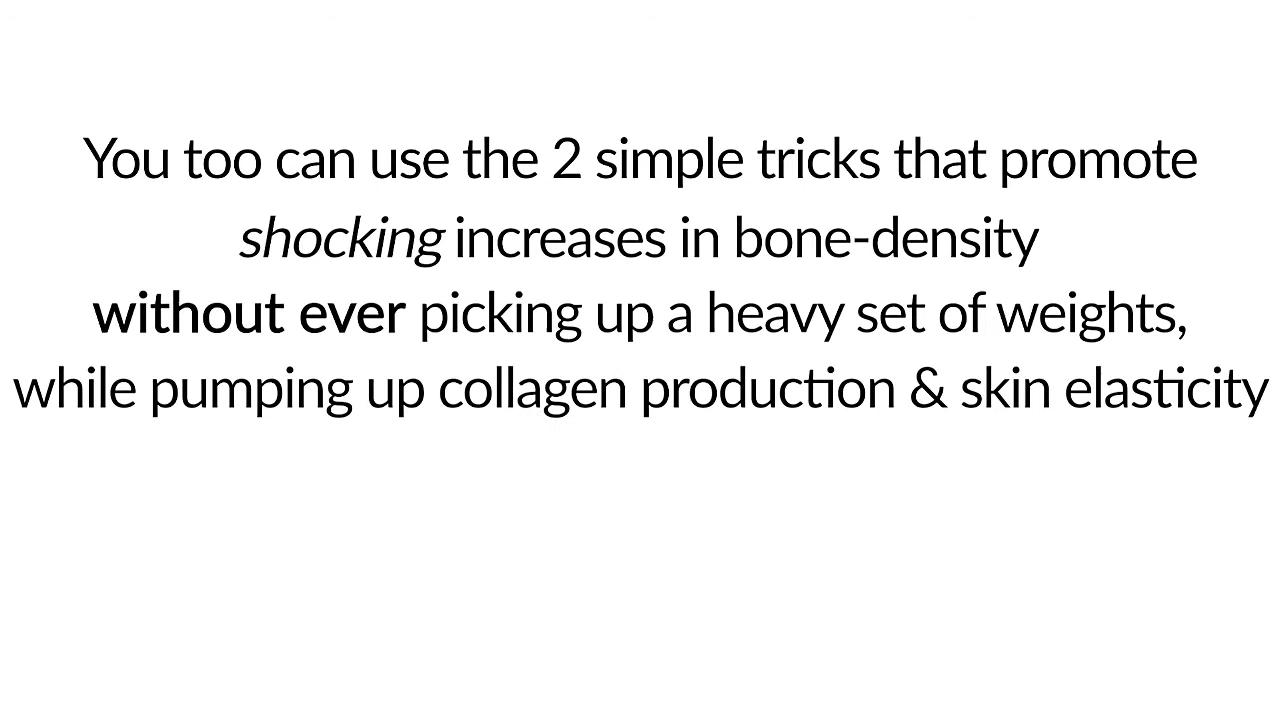 You too can use the 2 simple tricks that promote
shocking increases in bone-density
without ever picking up a heavy set of weights,
while pumping up collagen production & skin elasticity